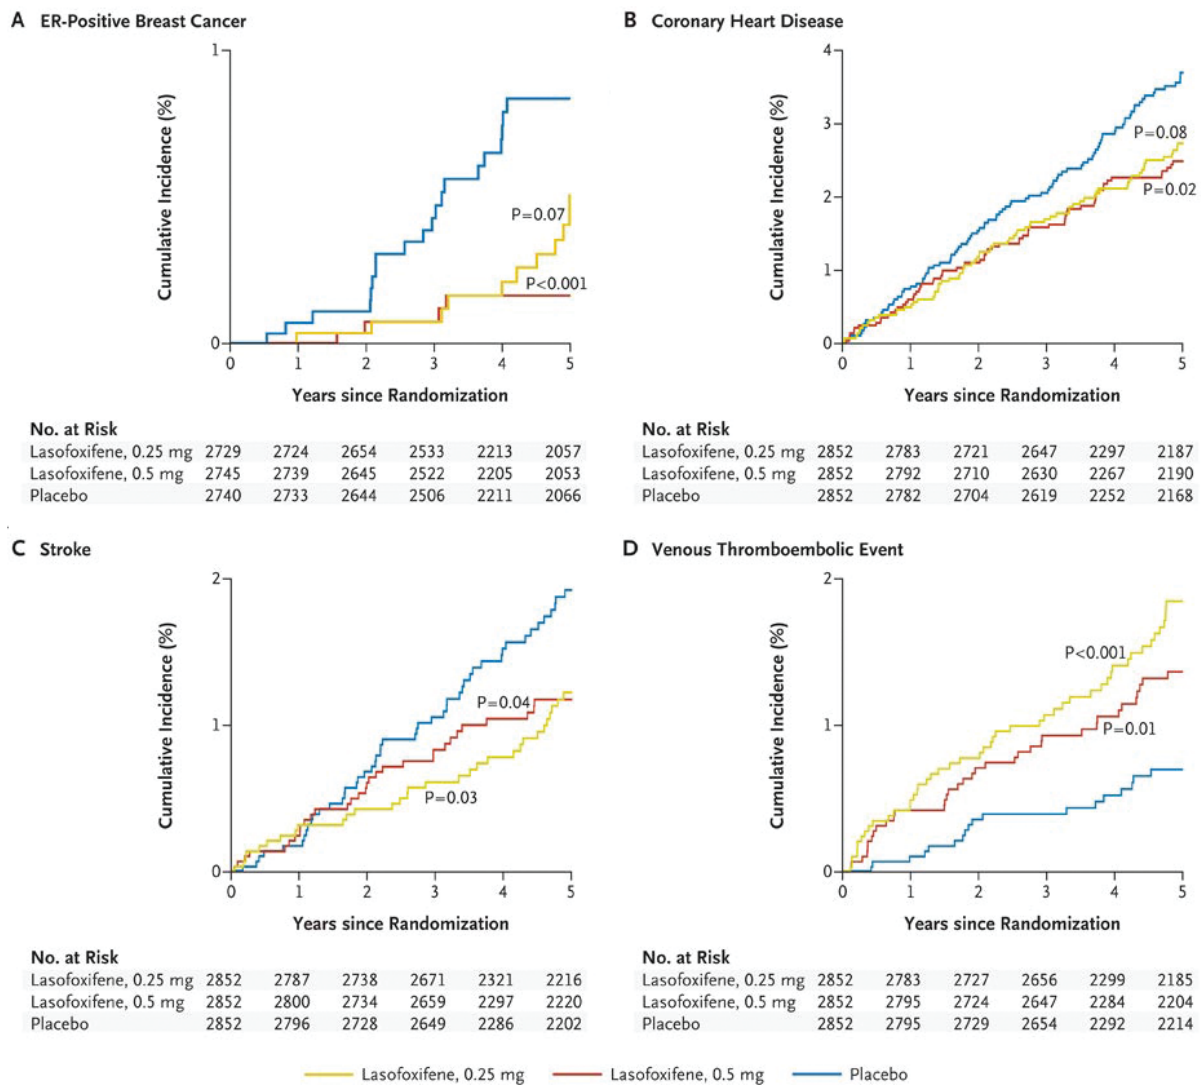 A ER-Positive Breast Cancer
1
Cumulative Incidence (%)
P=0.07
P<0.001
0
0 1 2 3 4 5
Years since Randomization
No. at Risk
Lasofoxifene, 0.25 mg 2729 2724 2654 2533 2213 2057
Lasofoxifene, 0.5 mg 2745 2739 2645 2522 2205 2053
Placebo 2740 2733 2644 2506 2211 2066
B Coronary Heart Disease
4
3
2
1
0
Cumulative Incidence (%)
P=0.08
P=0.02
0 1 2 3 4 5
Years since Randomization
No. at Risk
Lasofoxifene, 0.25 mg 2852 2783 2721 2647 2297 2187
Lasofoxifene, 0.5 mg 2852 2792 2710 2630 2267 2190
Placebo 2852 2782 2704 2619 2252 2168
C Stroke
2
1
0
Cumulative Incidence (%)
P=0.04
P=0.03
0 1 2 3 4 5
Years since Randomization
No. at Risk
Lasofoxifene, 0.25 mg 2852 2787 2738 2671 2321 2216
Lasofoxifene, 0.5 mg 2852 2800 2734 2659 2297 2220
Placebo 2852 2796 2728 2649 2286 2202
D Venous Thromboembolic Event
2
1
0
Cumulative Incidence (%)
P<0.001
P=0.01
0 1 2 3 4 5
Years since Randomization
No. at Risk
Lasofoxifene, 0.25 mg 2852 2783 2727 2656 2299 2185
Lasofoxifene, 0.5 mg 2852 2795 2724 2647 2284 2204
Placebo 2852 2795 2729 2654 2292 2214
Lasofoxifene, 0.25 mg Lasofoxifene, 0.5 mg Placebo